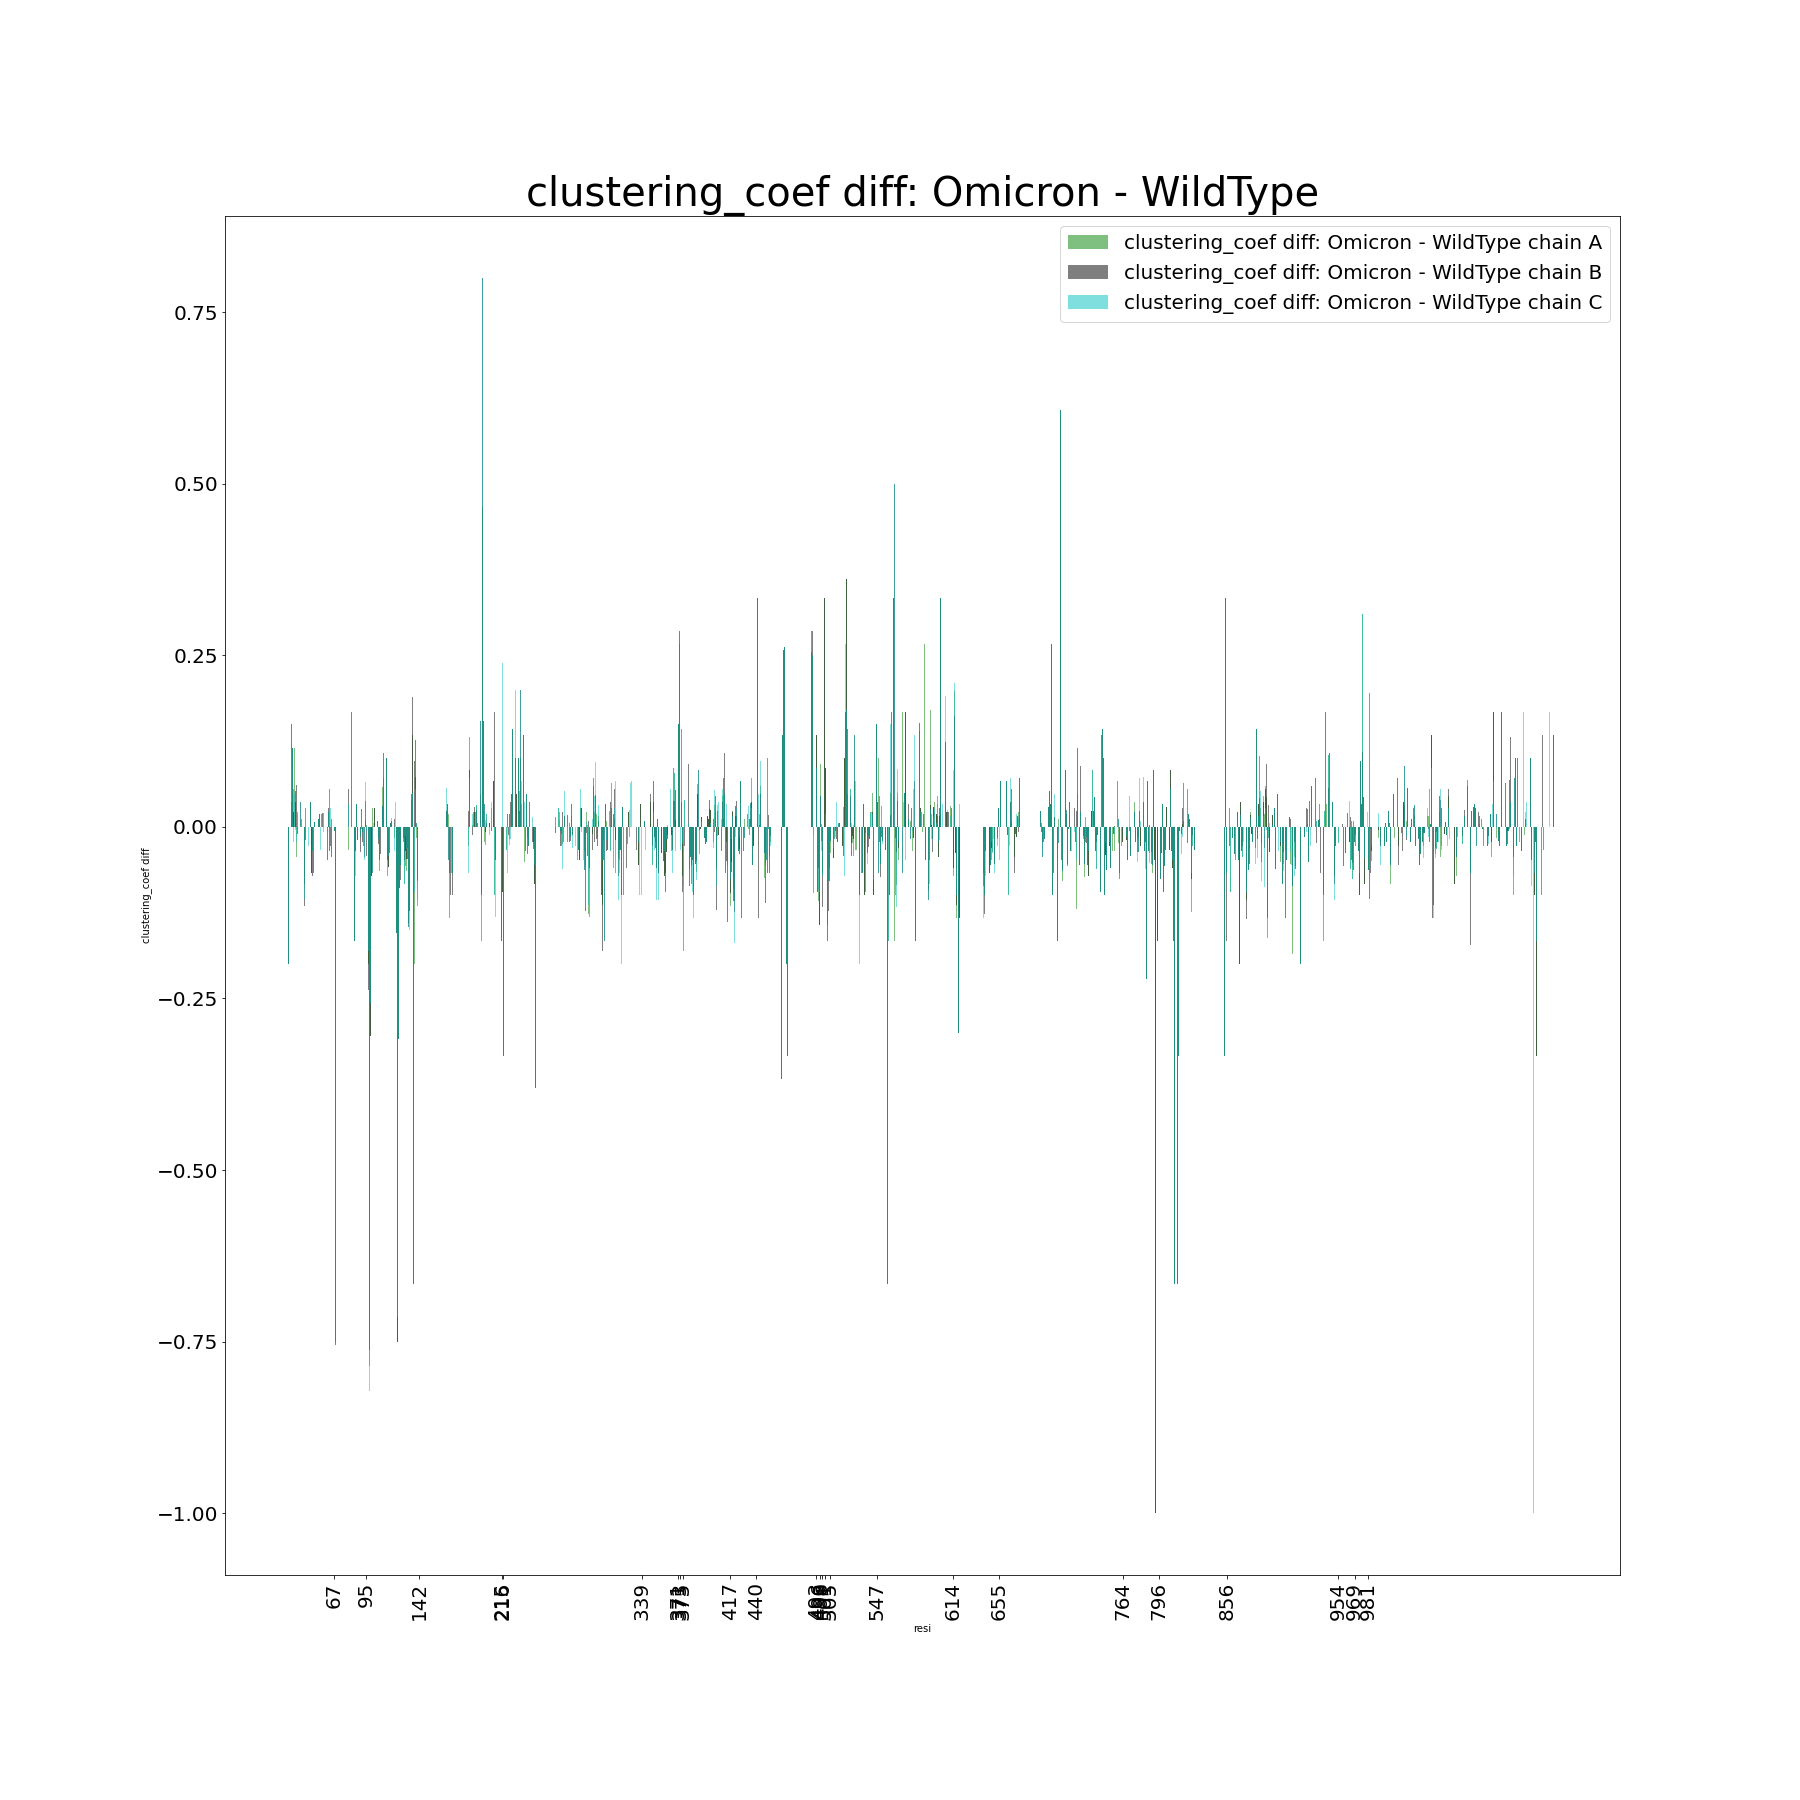 clustering_coef diff: Omicron - WildType
clustering_coef diff: Omicron - WildType chain A
clustering_coef diff: Omicron - WildType chain B
clustering_coef diff: Omicron - WildType chain C
0.75
0.50
0.25
0.00
−0.25
−0.50
−0.75
−1.00
clustering_coef diff
67 95 142 339 417 440 547 614 655 764 796 856 954 969 981
resi